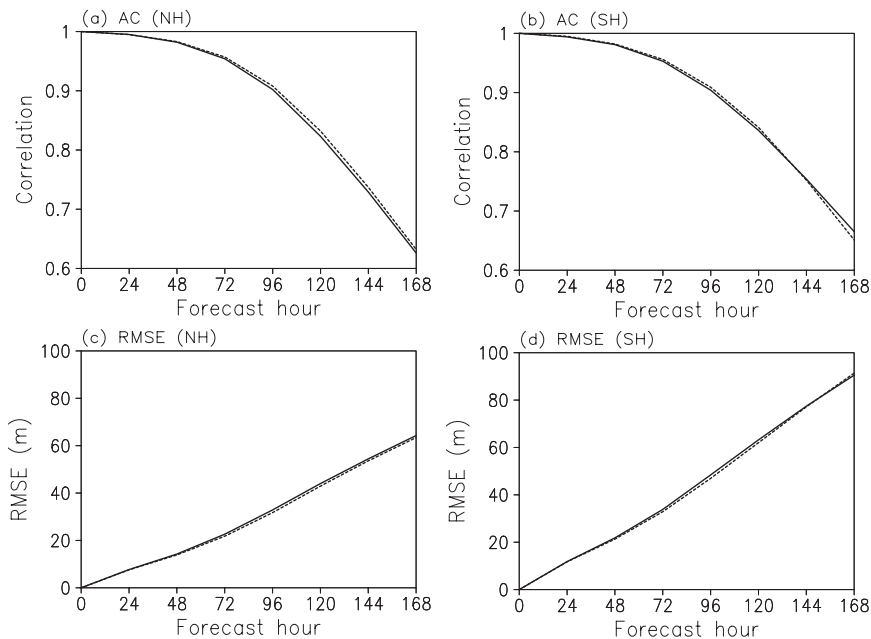 (a) AC (NH)
1
0.9
0.8
0.7
0.6
Correlation
0 24 48 72 96 120 144 168
Forecast hour
(b) AC (SH)
1
0.9
0.8
0.7
0.6
Correlation
0 24 48 72 96 120 144 168
Forecast hour
(c) RMSE (NH)
100
80
60
40
20
0
RMSE (m)
0 24 48 72 96 120 144 168
Forecast hour
(d) RMSE (SH)
100
80
60
40
20
0
RMSE (m)
0 24 48 72 96 120 144 168
Forecast hour